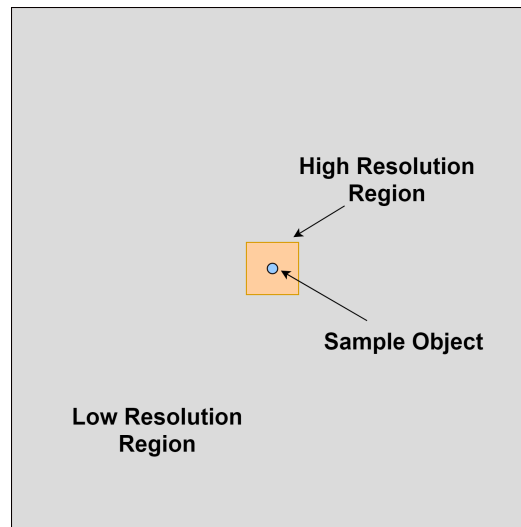 High Resolution
Region
Sample Object
Low Resolution
Region